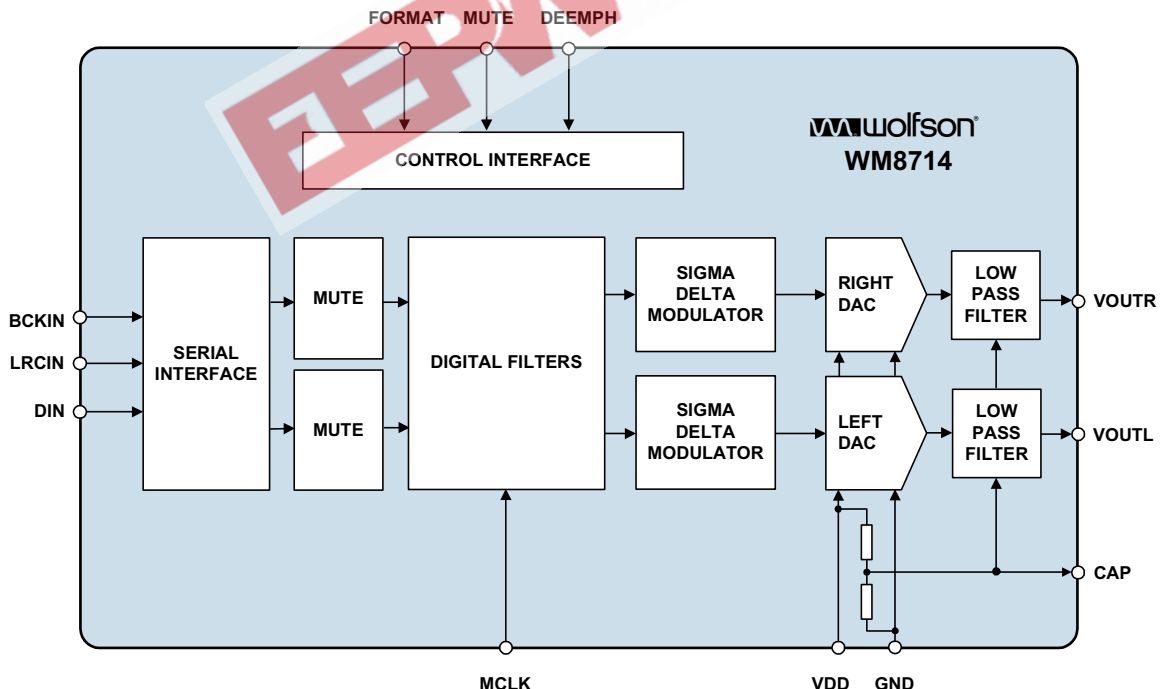 FORMAT MUTE DEEMPH
EEPW
wolfson®
WM8714
CONTROL INTERFACE
BCKIN
LRCIN
DIN
SERIAL
INTERFACE
MUTE
MUTE
DIGITAL FILTERS
SIGMA
DELTA
MODULATOR
SIGMA
DELTA
MODULATOR
RIGHT
DAC
LEFT
DAC
LOW
PASS
FILTER
LOW
PASS
FILTER
VOUTR
VOUTL
CAP
MCLK VDD GND